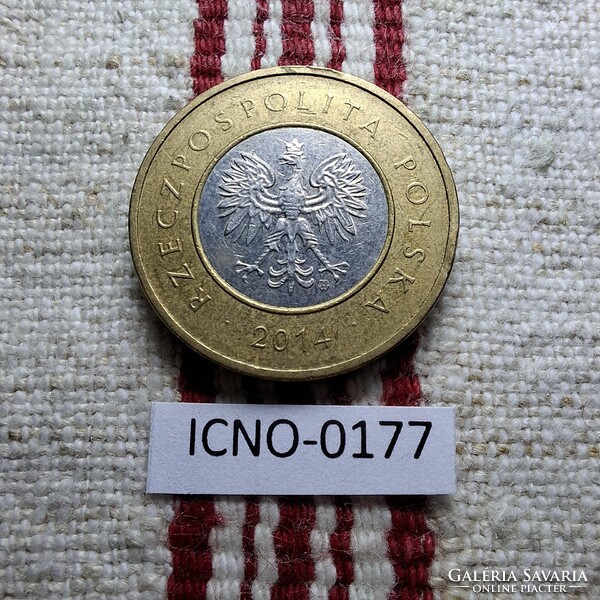 RZECZPOSPOLITA POLSKA
· 2014 ·
ICNO-0177
GALÉRIA SAVARIA
ONLINE PIACTÉR